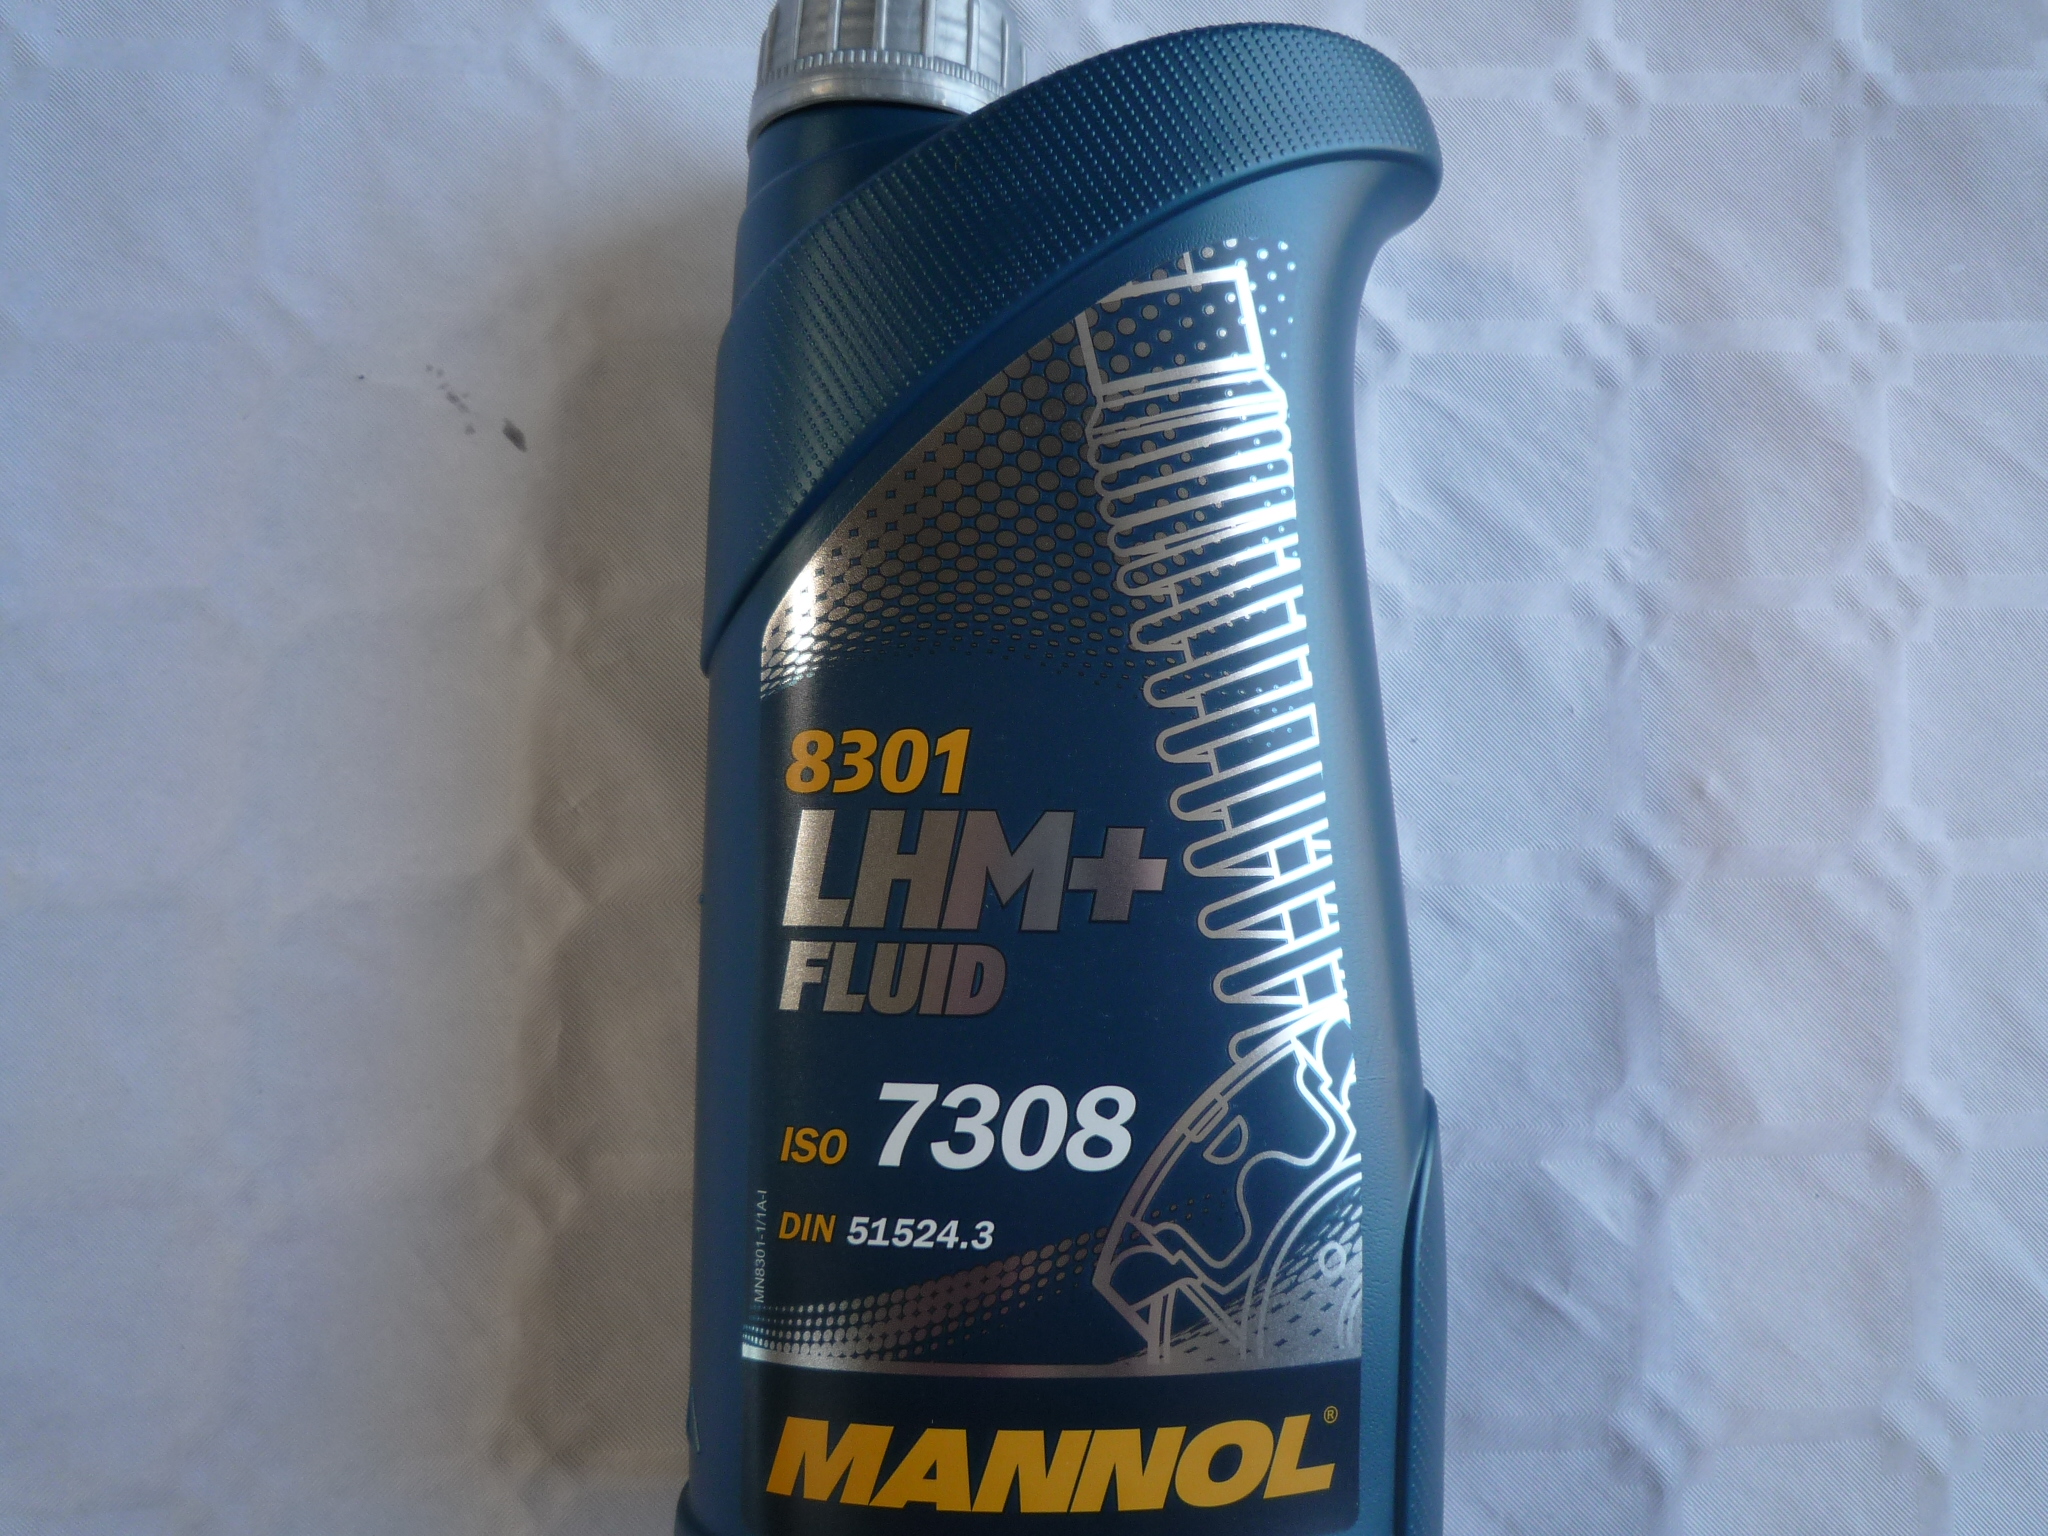 8301
LHM+
FLUID
ISO 7308
DIN 51524.3
MN8301-1/1A-I
MANNOL®